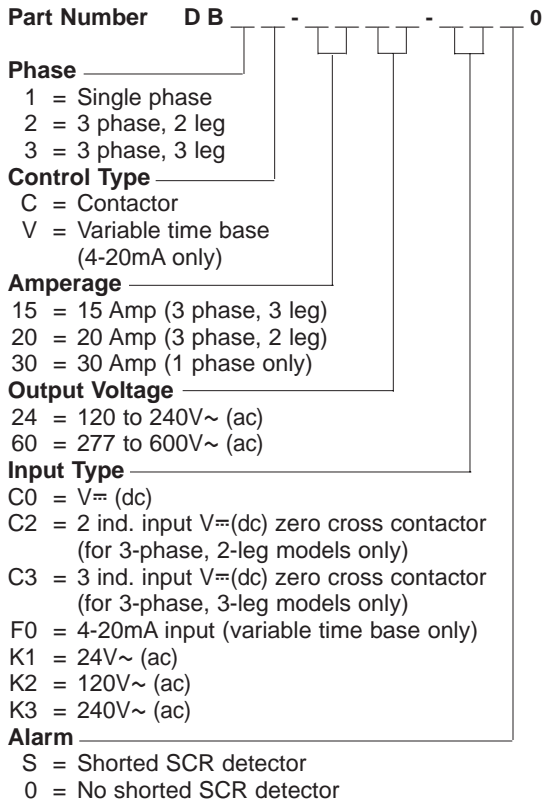 Part Number D B _ _ - _ _ _ _ - _ _ _ 0
Phase
1 = Single phase
2 = 3 phase, 2 leg
3 = 3 phase, 3 leg
Control Type
C = Contactor
V = Variable time base
(4-20mA only)
Amperage
15 = 15 Amp (3 phase, 3 leg)
20 = 20 Amp (3 phase, 2 leg)
30 = 30 Amp (1 phase only)
Output Voltage
24 = 120 to 240V~ (ac)
60 = 277 to 600V~ (ac)
Input Type
C0 = V⎓ (dc)
C2 = 2 ind. input V⎓(dc) zero cross contactor
(for 3-phase, 2-leg models only)
C3 = 3 ind. input V⎓(dc) zero cross contactor
(for 3-phase, 3-leg models only)
F0 = 4-20mA input (variable time base only)
K1 = 24V~ (ac)
K2 = 120V~ (ac)
K3 = 240V~ (ac)
Alarm
S = Shorted SCR detector
0 = No shorted SCR detector